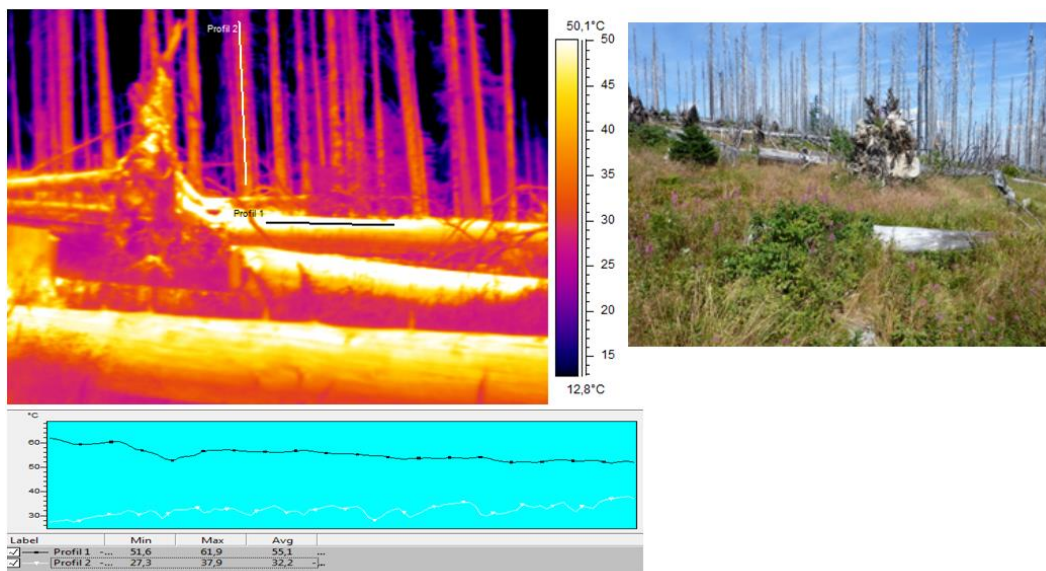 Profil 2
Profil 1
50,1°C
50
45
40
35
30
25
20
15
12,8°C
°C
60
50
40
30
Label Min Max Avg
Profil 1 -... 51,6 61,9 55,1 ...
Profil 2 -... 27,3 37,9 32,2 -...